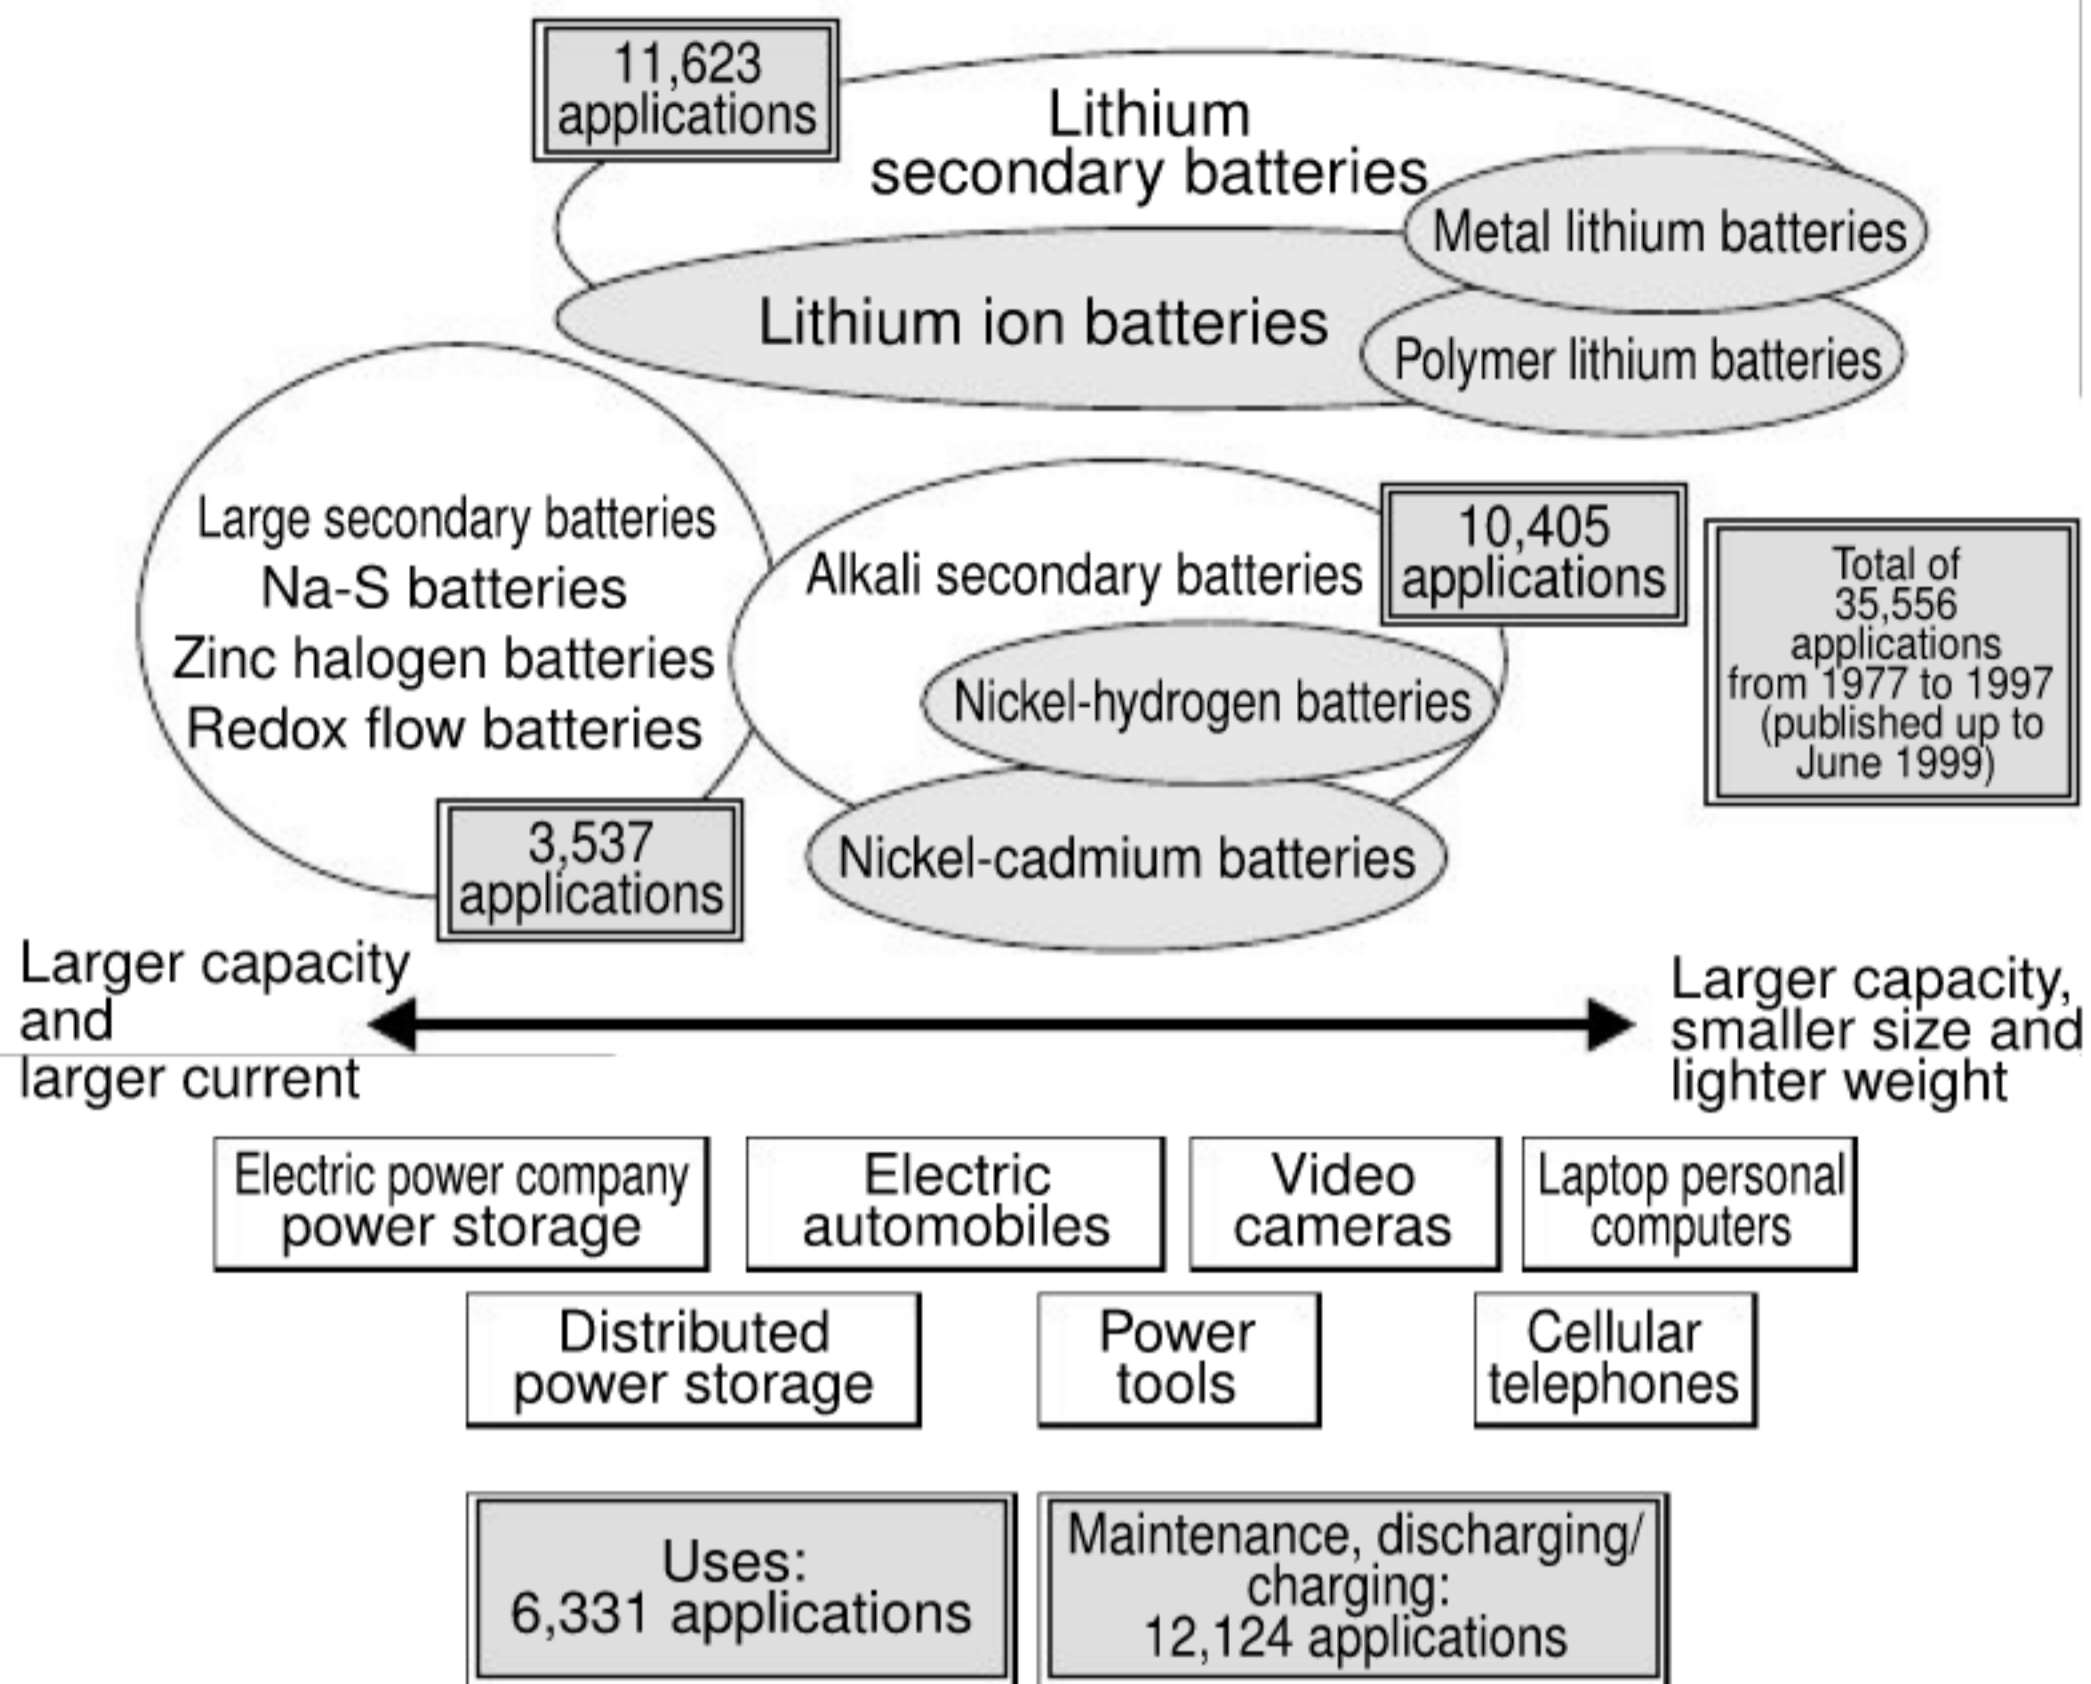 11,623
applications
Lithium
secondary batteries
Metal lithium batteries
Lithium ion batteries
Polymer lithium batteries
Large secondary batteries
Na-S batteries
Zinc halogen batteries
Redox flow batteries
3,537
applications
Alkali secondary batteries
10,405
applications
Nickel-hydrogen batteries
Nickel-cadmium batteries
Total of
35,556
applications
from 1977 to 1997
(published up to
June 1999)
Larger capacity
and
larger current
Larger capacity,
smaller size and
lighter weight
Electric power company
power storage
Electric
automobiles
Video
cameras
Laptop personal
computers
Distributed
power storage
Power
tools
Cellular
telephones
Uses:
6,331 applications
Maintenance, discharging/
charging:
12,124 applications